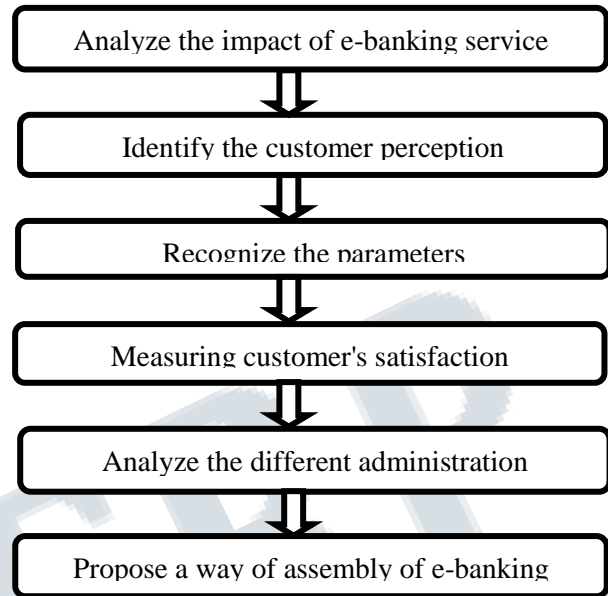 Analyze the impact of e-banking service
Identify the customer perception
Recognize the parameters
Measuring customer's satisfaction
Analyze the different administration
Propose a way of assembly of e-banking